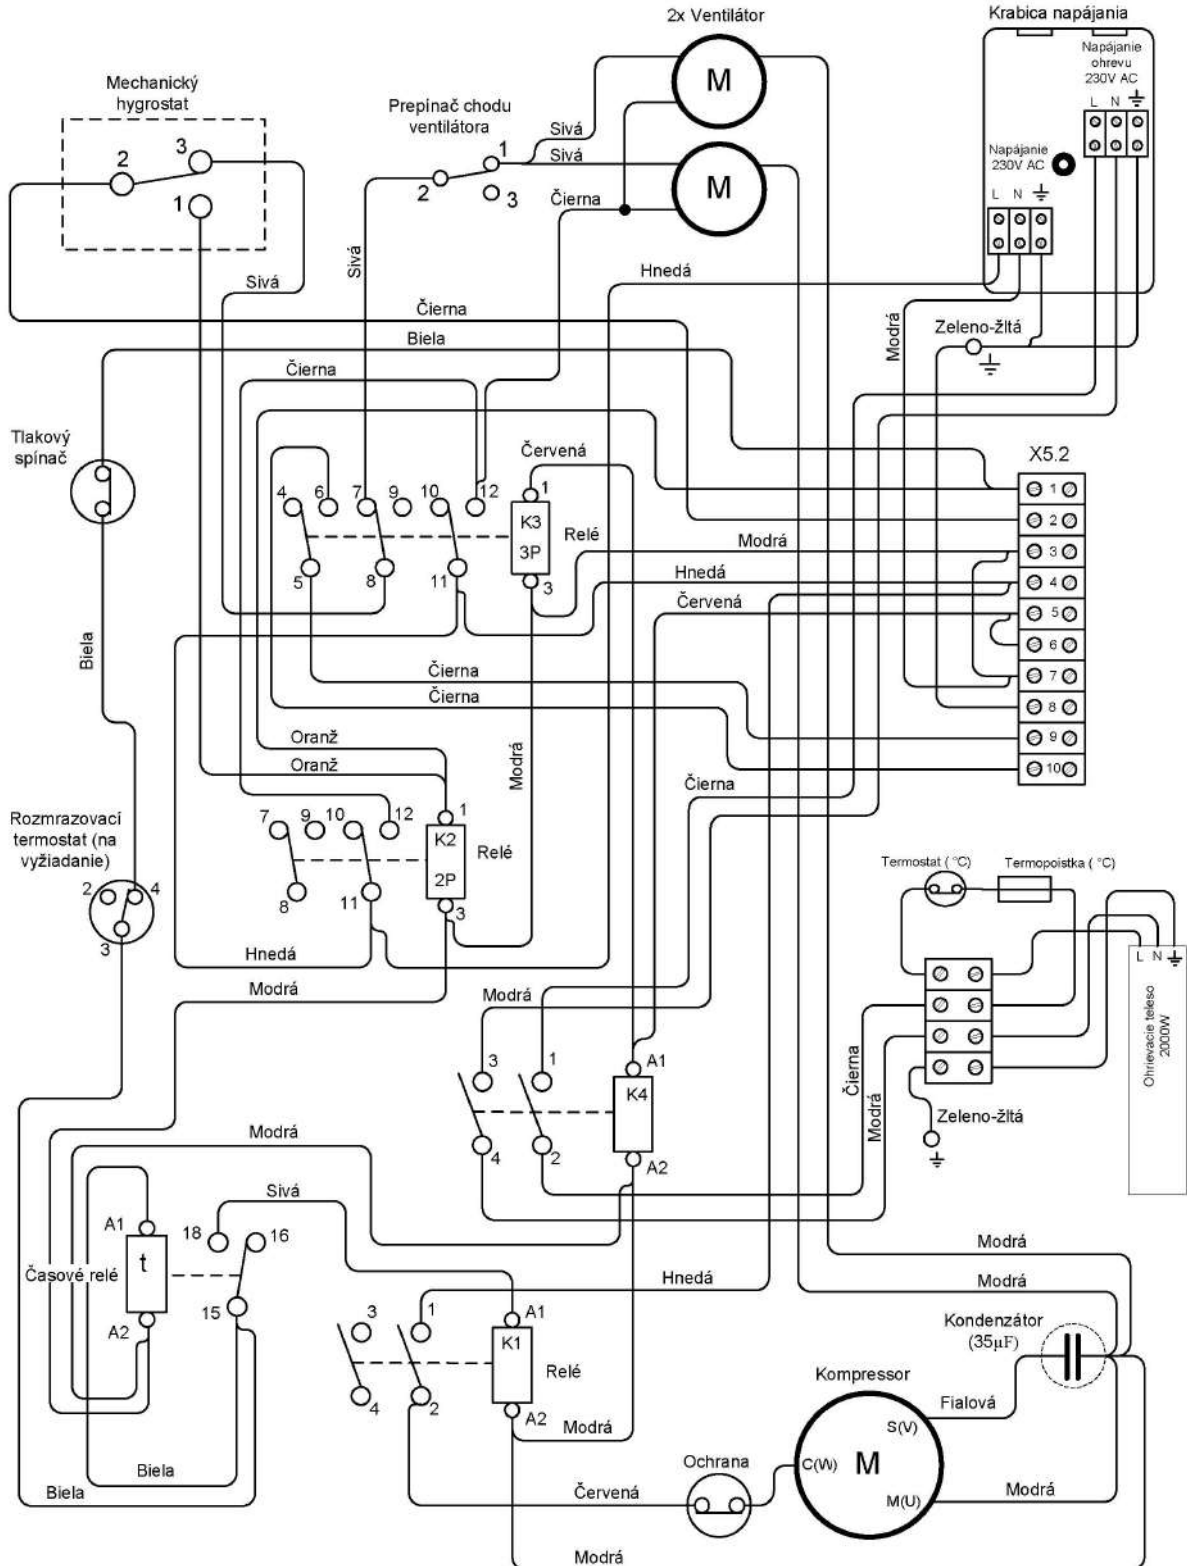 2x Ventilátor
Krabica napájania
Napájanie
ohrevu
230V AC
L N
Napájanie
230V AC
L N
Mechanický
hygrostat
2
3
1
Prepínač chodu
ventilátora
1
2
3
Sivá
Sivá
Čierna
M
M
Sivá
Sivá
Hnedá
Čierna
Biela
Modrá
Zeleno-žltá
Čierna
Tlakový
spínač
Červená
X5.2
4 6 7 9 10 12
1
K3
3P
Relé
3
5 8 11
Modrá
Hnedá
Červená
1
2
3
4
5
6
7
8
9
10
Biela
Čierna
Čierna
Oranž
Oranž
Modrá
Čierna
Rozmrazovací
termostat (na
vyžiadanie)
2 4
3
7 9 10 12
1
K2
2P
Relé
3
8 11
Hnedá
Modrá
Termostat ( °C)
Termopoistka ( °C)
L N
Ohrievacie teleso
2000W
Modrá
3 1
A1
K4
4 2
A2
Čierna
Modrá
Zeleno-žltá
Modrá
Sivá
A1
18 16
t
Časové relé
15
A2
Hnedá
3 1
A1
K1
Relé
4 2
A2
Modrá
Modrá
Modrá
Kondenzátor
(35µF)
Kompressor
Fialová
S(V)
C(W) M
M(U)
Ochrana
Modrá
Biela
Biela
Červená
Modrá